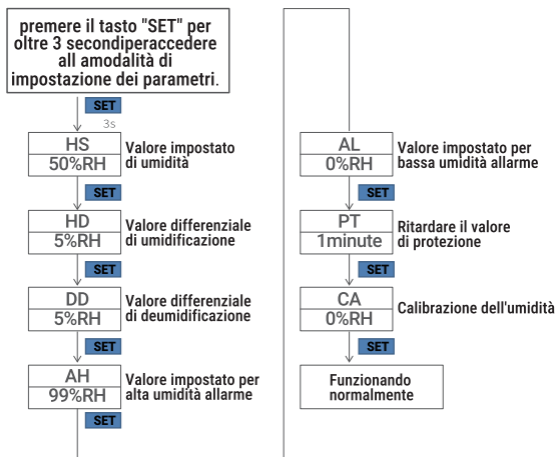 premere il tasto "SET" per
oltre 3 secondiperaccedere
all amodalità di
impostazione dei parametri.
SET
3s
HS
50%RH
Valore impostato
di umidità
SET
HD
5%RH
Valore differenziale
di umidificazione
SET
DD
5%RH
Valore differenziale
di deumidificazione
SET
AH
99%RH
Valore impostato per
alta umidità allarme
SET
AL
0%RH
Valore impostato per
bassa umidità allarme
SET
PT
1minute
Ritardare il valore
di protezione
SET
CA
0%RH
Calibrazione dell'umidità
SET
Funzionando
normalmente